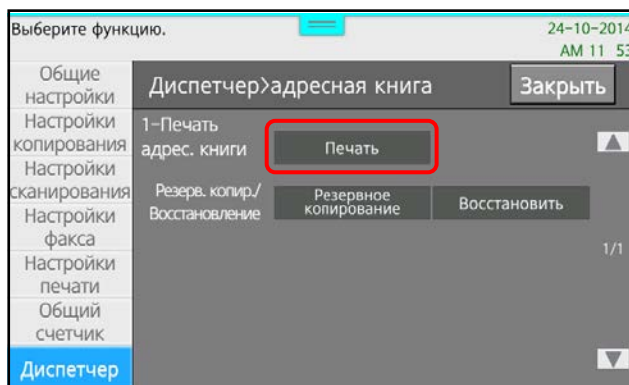 Выберите функцию.
24-10-2014
AM 11 53
Общие
настройки
Настройки
копирования
Настройки
сканирования
Настройки
факса
Настройки
печати
Общий
счетчик
Диспетчер
Диспетчер>адресная книга
Закрыть
1-Печать
адрес. книги
Печать
Резерв. копир./
Восстановление
Резервное
копирование
Восстановить
1/1